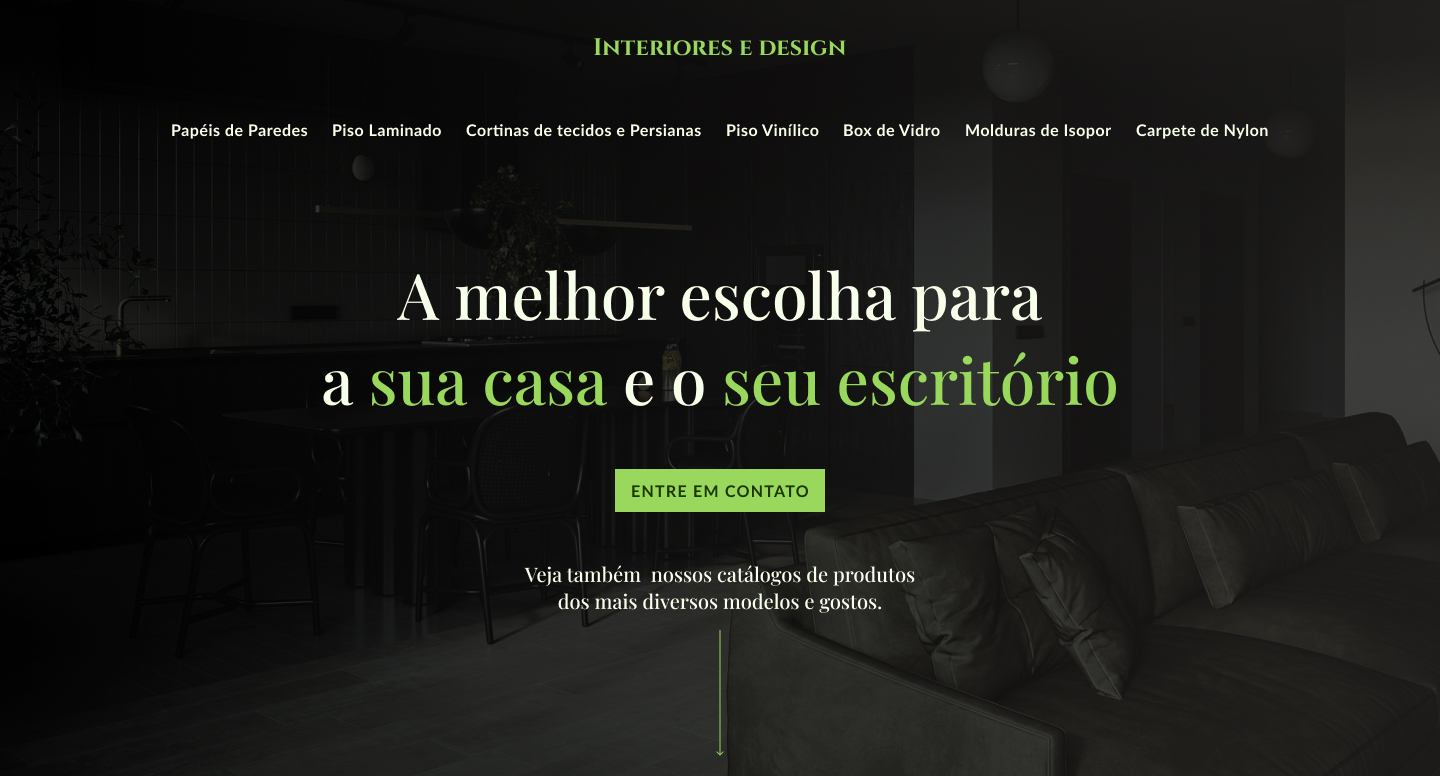 Interiores e design
Papéis de Paredes Piso Laminado Cortinas de tecidos e Persianas Piso Vinílico Box de Vidro Molduras de Isopor Carpete de Nylon
A melhor escolha para
a sua casa e o seu escritório
ENTRE EM CONTATO
Veja também nossos catálogos de produtos
dos mais diversos modelos e gostos.